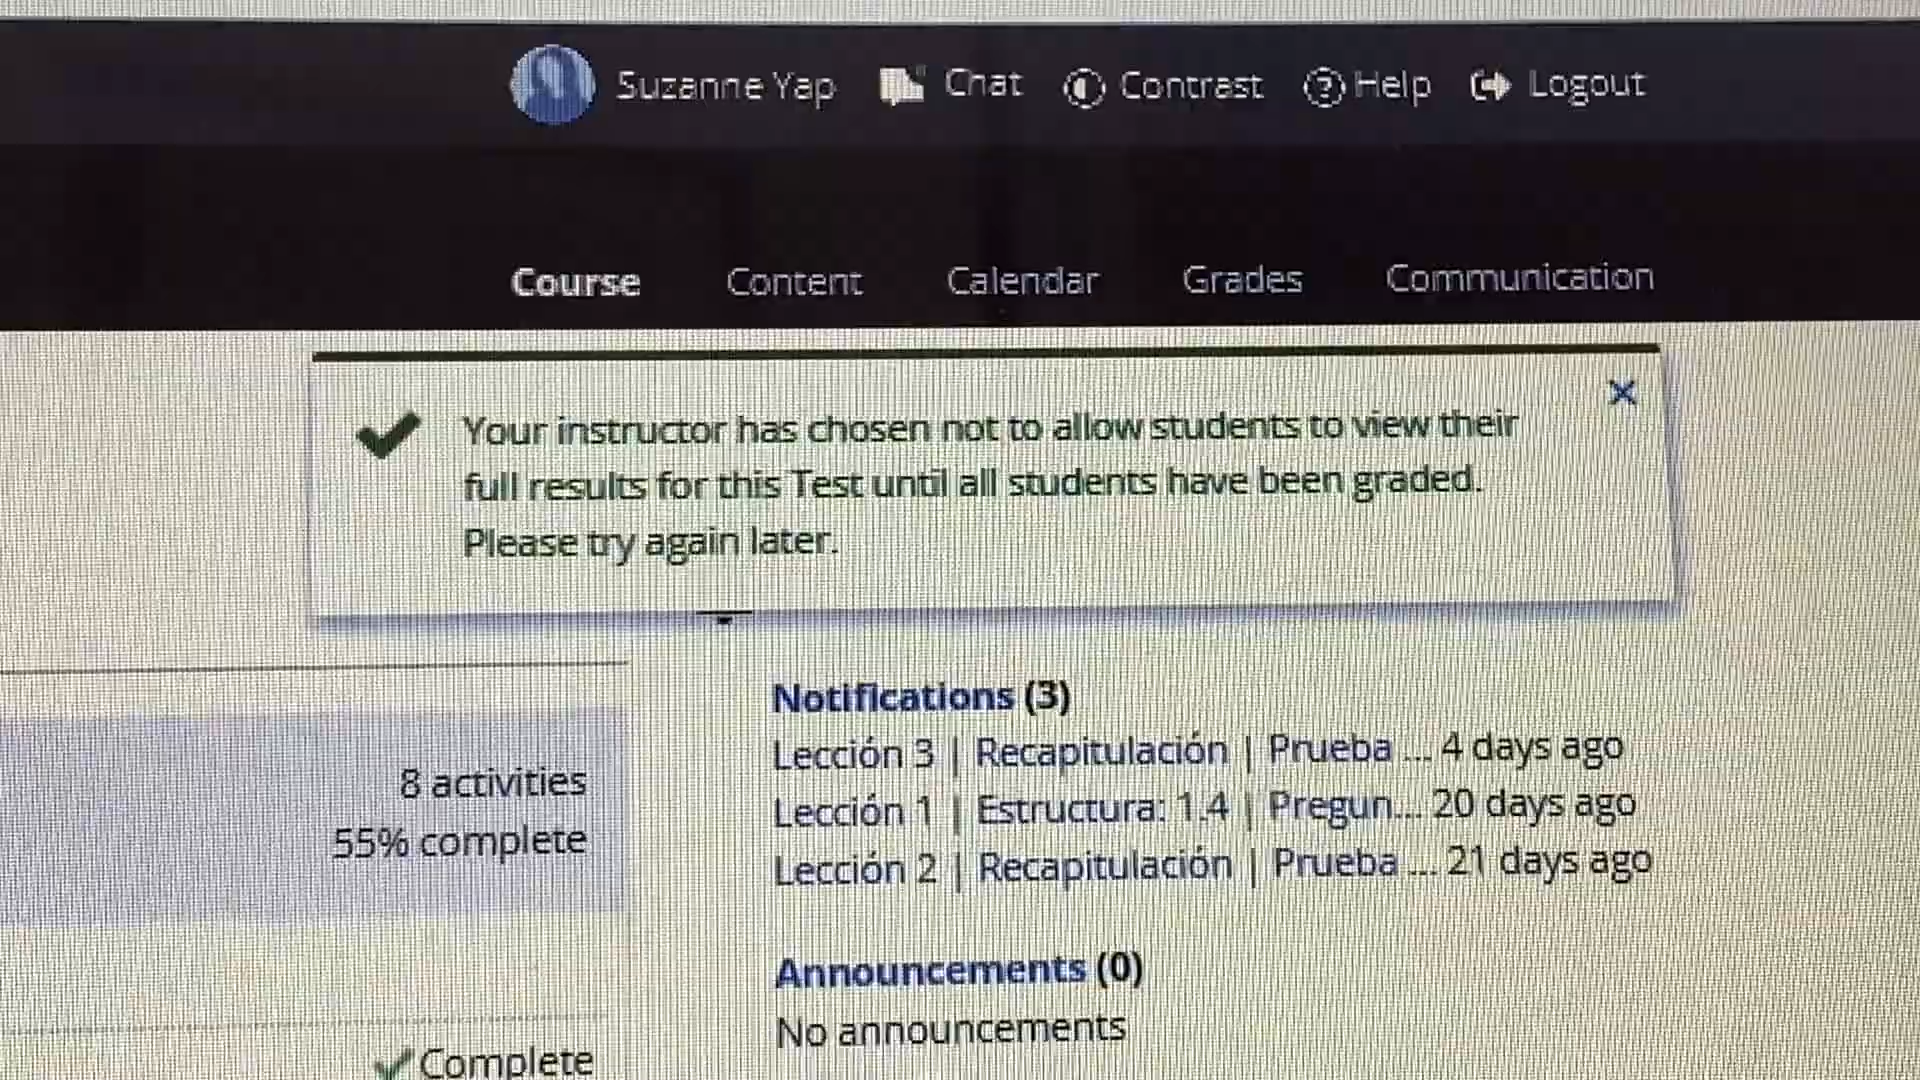 Suzanne Yap Chat Contrast Help Logout
Course Content Calendar Grades Communication
Your instructor has chosen not to allow students to view their
full results for this Test until all students have been graded.
Please try again later.
Notifications (3)
Lección 3 | Recapitulación | Prueba ... 4 days ago
Lección 1 | Estructura: 1.4 | Pregun... 20 days ago
Lección 2 | Recapitulación | Prueba ... 21 days ago
8 activities
55% complete
Announcements (0)
No announcements
Complete